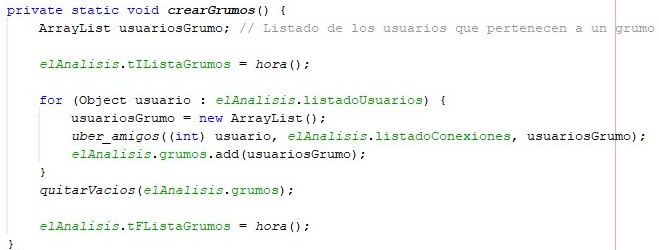 private static void crearGrumos() {
ArrayList usuariosGrumo; // Listado de los usuarios que pertenecen a un grumo
elAnalisis.tIListaGrumos = hora();
for (Object usuario : elAnalisis.listadoUsuarios) {
usuariosGrumo = new ArrayList();
uber_amigos((int) usuario, elAnalisis.listadoConexiones, usuariosGrumo);
elAnalisis.grumos.add(usuariosGrumo);
}
quitarVacios(elAnalisis.grumos);
elAnalisis.tFListaGrumos = hora();
}